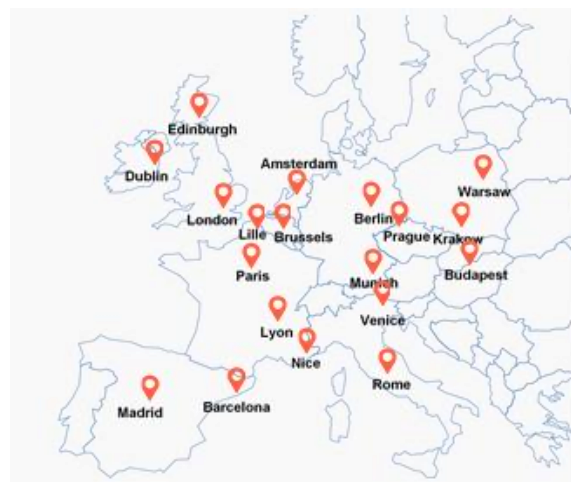 Edinburgh
Dublin
Amsterdam
Warsaw
London
Berlin
Lille
Brussels
Prague
Krakow
Paris
Budapest
Munich
Venice
Lyon
Nice
Rome
Madrid
Barcelona